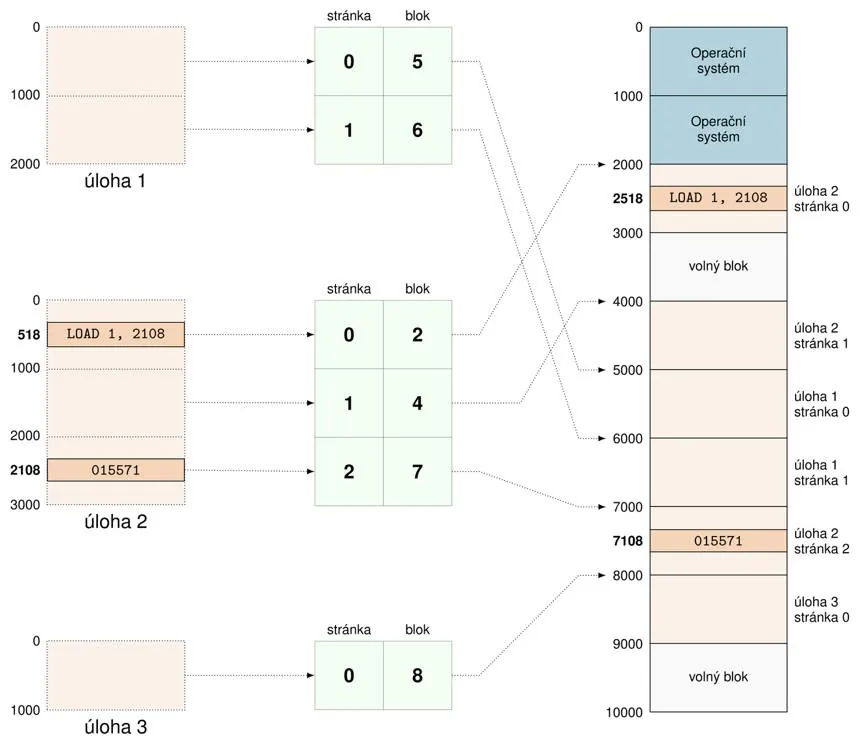 0
1000
2000
úloha 1
stránka blok
0 5
1 6
0
518 LOAD 1, 2108
1000
2000
2108 015571
3000
úloha 2
stránka blok
0 2
1 4
2 7
0
1000
úloha 3
stránka blok
0 8
0
Operační
systém
1000
Operační
systém
2000
2518 LOAD 1, 2108
úloha 2
stránka 0
3000
volný blok
4000
úloha 2
stránka 1
5000
úloha 1
stránka 0
6000
úloha 1
stránka 1
7000
7108 015571
úloha 2
stránka 2
8000
úloha 3
stránka 0
9000
volný blok
10000